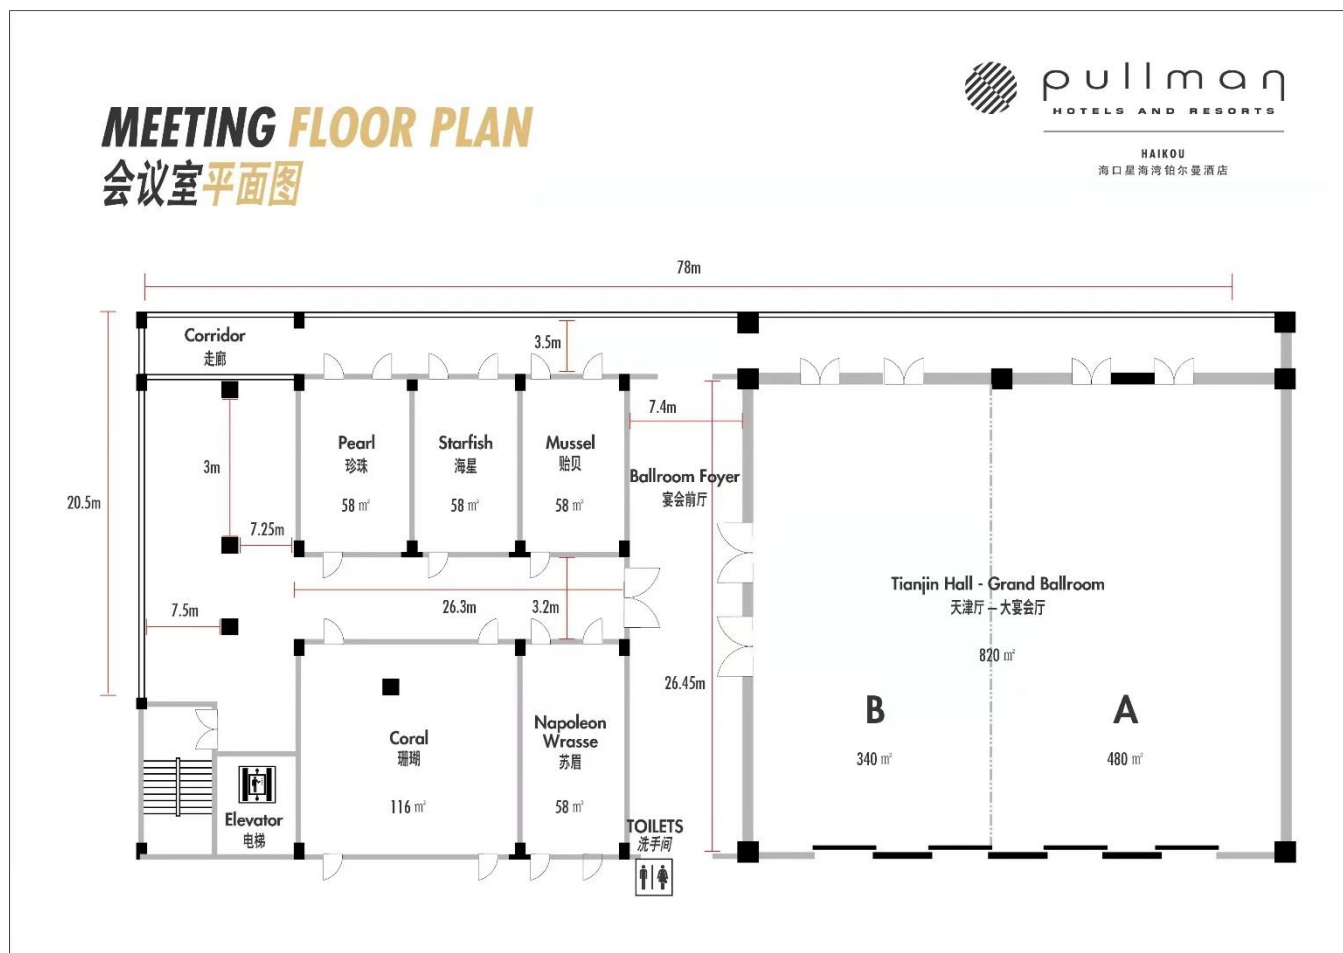 pullman
HOTELS AND RESORTS
HAIKOU
海口星海湾铂尔曼酒店
MEETING FLOOR PLAN
会议室平面图
78m
Corridor
走廊
3.5m
7.4m
Pearl
珍珠
58 ㎡
Starfish
海星
58 ㎡
Mussel
贻贝
58 ㎡
Ballroom Foyer
宴会前厅
3m
20.5m
7.25m
7.5m
26.3m
3.2m
Tianjin Hall - Grand Ballroom
天津厅 – 大宴会厅
820 ㎡
26.45m
B
340 ㎡
A
480 ㎡
Coral
珊瑚
116 ㎡
Napoleon
Wrasse
苏眉
58 ㎡
Elevator
电梯
TOILETS
洗手间